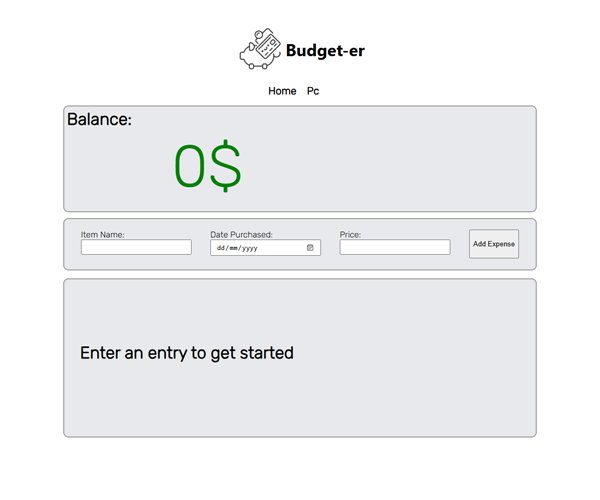 Budget-er
Home Pc
Balance:
0$
Item Name: Date Purchased: Price:
dd/mm/yyyy
Add Expense
Enter an entry to get started